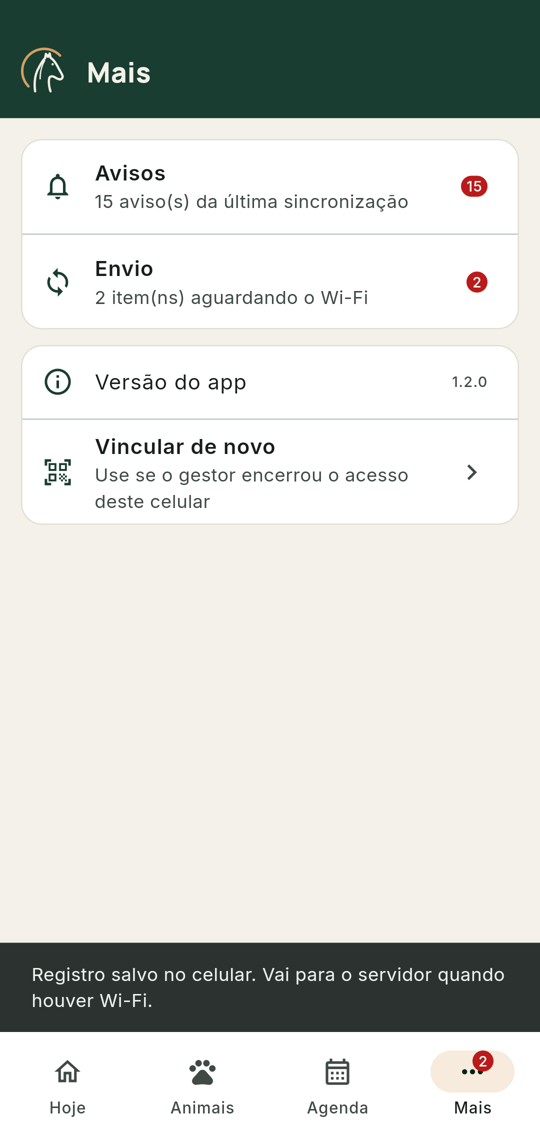 Mais
Avisos
15 aviso(s) da última sincronização
15
Envio
2 item(ns) aguardando o Wi-Fi
2
Versão do app
1.2.0
Vincular de novo
Use se o gestor encerrou o acesso
deste celular
Registro salvo no celular. Vai para o servidor quando
houver Wi-Fi.
2
Hoje
Animais
Agenda
Mais